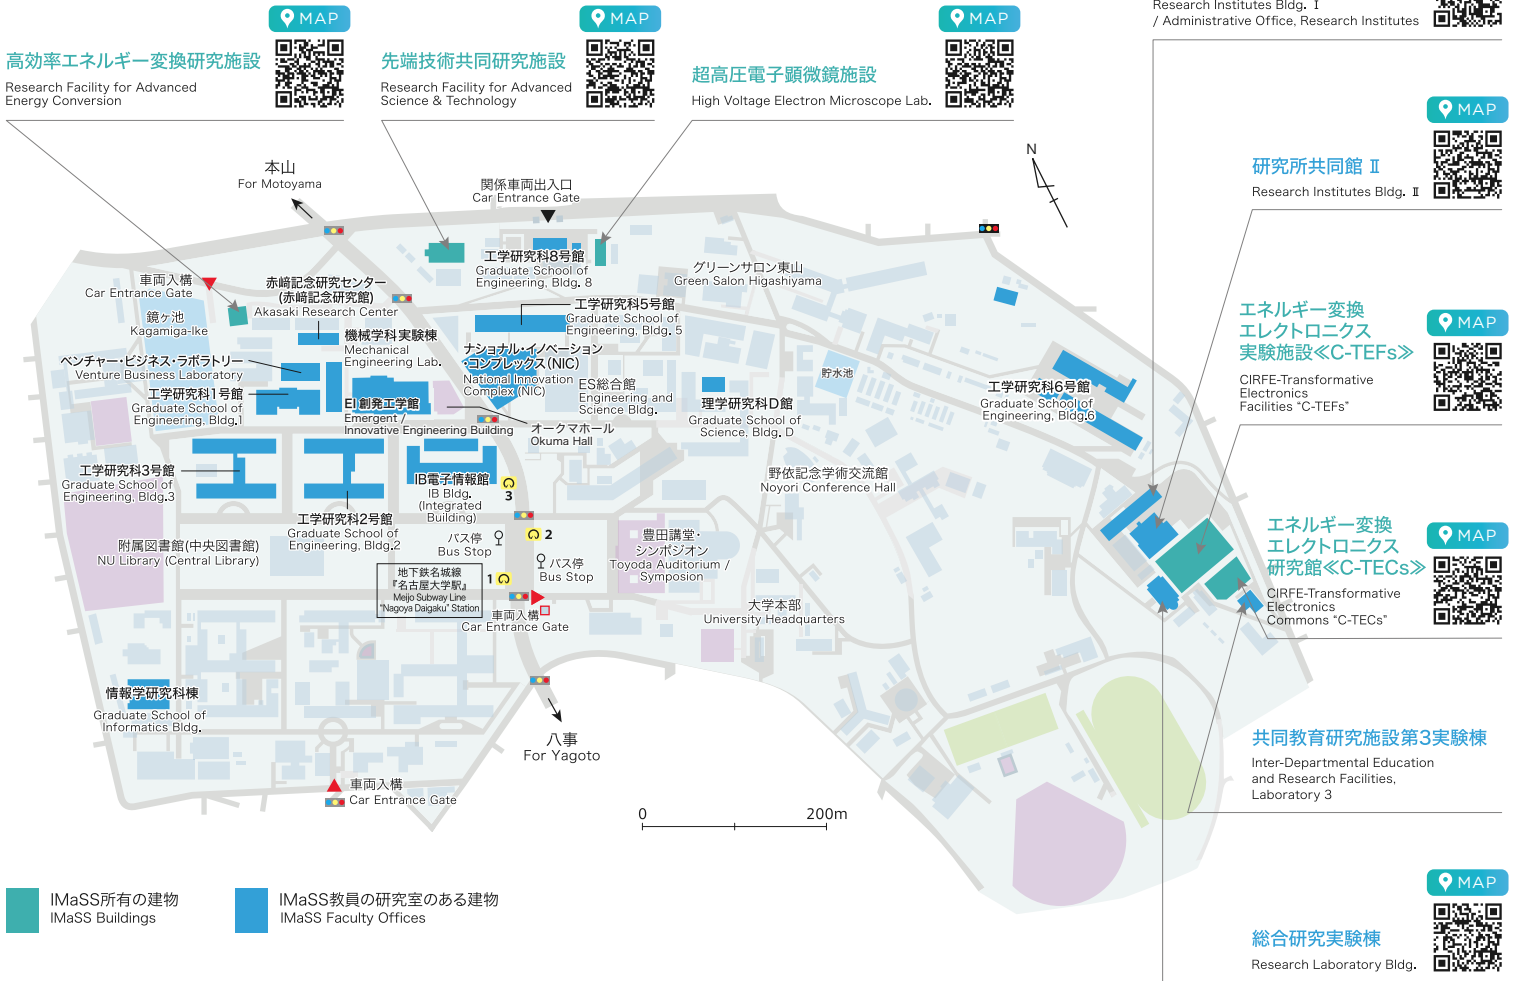 MAP
高効率エネルギー変換研究施設
Research Facility for Advanced
Energy Conversion
MAP
先端技術共同研究施設
Research Facility for Advanced
Science & Technology
MAP
超高圧電子顕微鏡施設
High Voltage Electron Microscope Lab.
Research Institutes Bldg. Ⅰ
/ Administrative Office, Research Institutes
MAP
研究所共同館 Ⅱ
Research Institutes Bldg. Ⅱ
MAP
エネルギー変換
エレクトロニクス
実験施設≪C-TEFs≫
CIRFE-Transformative
Electronics
Facilities “C-TEFs”
MAP
エネルギー変換
エレクトロニクス
研究館≪C-TECs≫
CIRFE-Transformative
Electronics
Commons “C-TECs”
共同教育研究施設第3実験棟
Inter-Departmental Education
and Research Facilities,
Laboratory 3
MAP
総合研究実験棟
Research Laboratory Bldg.
N
本山
For Motoyama
関係車両出入口
Car Entrance Gate
工学研究科8号館
Graduate School of
Engineering, Bldg. 8
グリーンサロン東山
Green Salon Higashiyama
車両入構
Car Entrance Gate
赤﨑記念研究センター
(赤﨑記念研究館)
Akasaki Research Center
鏡ヶ池
Kagamiga-Ike
工学研究科5号館
Graduate School of
Engineering, Bldg. 5
機械学科実験棟
Mechanical
Engineering Lab.
ナショナル・イノベーション
・コンプレックス(NIC)
National Innovation
Complex (NIC)
ベンチャー・ビジネス・ラボラトリー
Venture Business Laboratory
工学研究科1号館
Graduate School of
Engineering, Bldg.1
EI 創発工学館
Emergent /
Innovative Engineering Building
ES総合館
Engineering and
Science Bldg.
オークマホール
Okuma Hall
貯水池
理学研究科D館
Graduate School of
Science, Bldg. D
工学研究科6号館
Graduate School of
Engineering, Bldg.6
工学研究科3号館
Graduate School of
Engineering, Bldg.3
IB電子情報館
IB Bldg.
(Integrated
Building)
3
野依記念学術交流館
Noyori Conference Hall
工学研究科2号館
Graduate School of
Engineering, Bldg.2
附属図書館(中央図書館)
NU Library (Central Library)
バス停
Bus Stop
2
バス停
Bus Stop
豊田講堂・
シンポジオン
Toyoda Auditorium /
Symposion
地下鉄名城線
『名古屋大学駅』
Meijo Subway Line
"Nagoya Daigaku" Station
1
車両入構
Car Entrance Gate
大学本部
University Headquarters
情報学研究科棟
Graduate School of
Informatics Bldg.
八事
For Yagoto
車両入構
Car Entrance Gate
0
200m
IMaSS所有の建物
IMaSS Buildings
IMaSS教員の研究室のある建物
IMaSS Faculty Offices